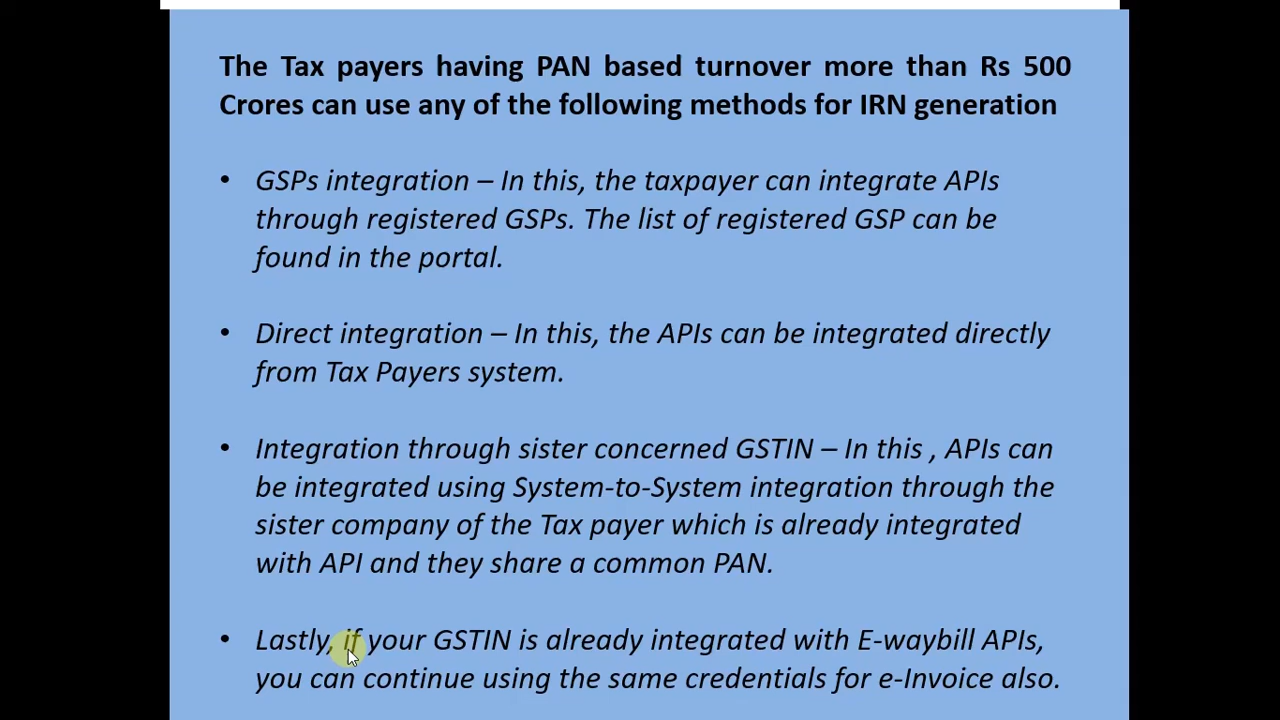 The Tax payers having PAN based turnover more than Rs 500
Crores can use any of the following methods for IRN generation
• GSPs integration – In this, the taxpayer can integrate APIs
through registered GSPs. The list of registered GSP can be
found in the portal.
• Direct integration – In this, the APIs can be integrated directly
from Tax Payers system.
• Integration through sister concerned GSTIN – In this , APIs can
be integrated using System-to-System integration through the
sister company of the Tax payer which is already integrated
with API and they share a common PAN.
• Lastly, if your GSTIN is already integrated with E-waybill APIs,
you can continue using the same credentials for e-Invoice also.